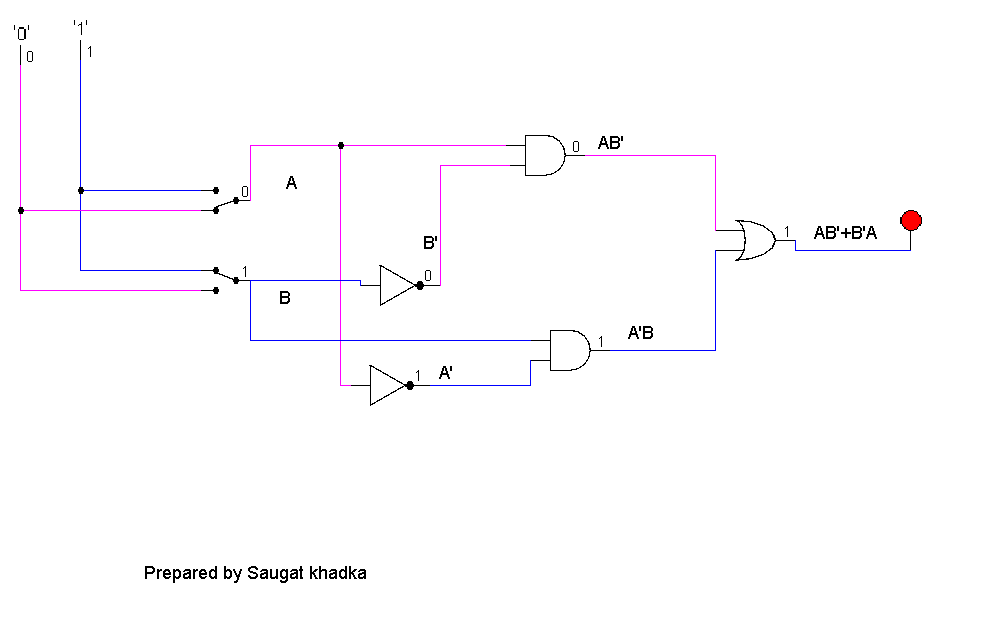 '0'
'1'
0
1
0
A
1
B
B'
0
1
A'
0
AB'
1
A'B
1
AB'+B'A
Prepared by Saugat khadka